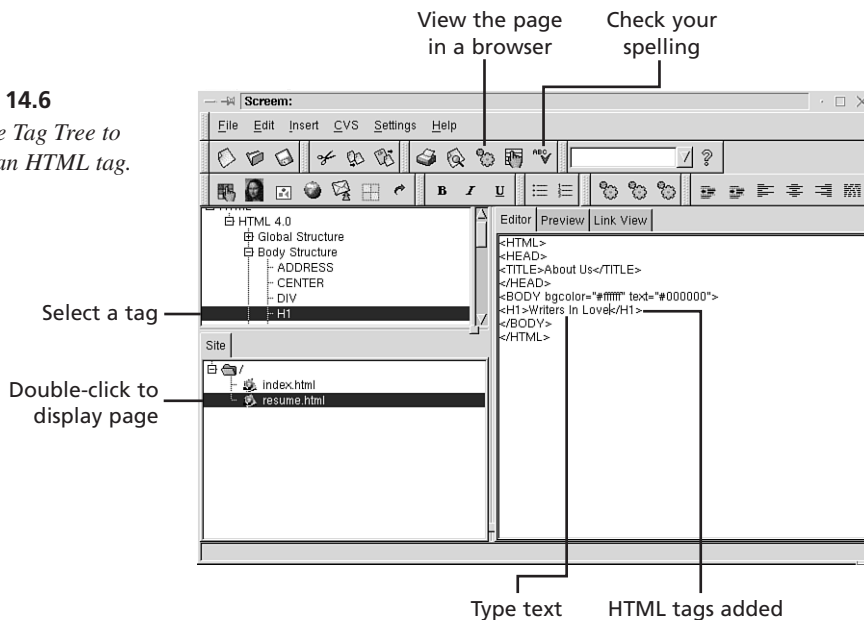 View the page
in a browser
Check your
spelling
14.6
e Tag Tree to
an HTML tag.
Screem:
File Edit Insert CVS Settings Help
ABC
B I U
?
HTML 4.0
Global Structure
Body Structure
ADDRESS
CENTER
DIV
H1
Editor Preview Link View
<HTML>
<HEAD>
<TITLE>About Us</TITLE>
</HEAD>
<BODY bgcolor="#ffffff" text="#000000">
<H1>Writers In Love</H1>
</BODY>
</HTML>
Select a tag
Site
/
index.html
resume.html
Double-click to
display page
Type text
HTML tags added